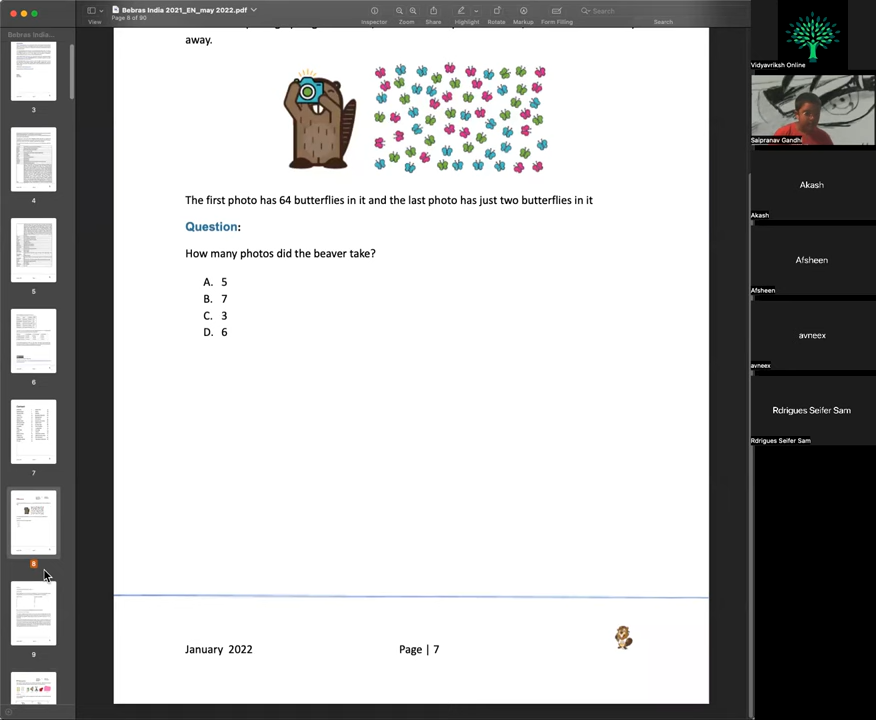 Bebras India 2021_EN_may 2022.pdf
Page 8 of 90
View
Inspector
Zoom
Share
Highlight
Rotate
Markup
Form Filling
Search
Search
Bebras India...
3
4
5
6
7
8
9
away.
The first photo has 64 butterflies in it and the last photo has just two butterflies in it
Question:
How many photos did the beaver take?
A. 5
B. 7
C. 3
D. 6
January 2022
Page | 7
Vidyavriksh Online
Saipranav Gandhi
Akash
Akash
Afsheen
Afsheen
avneex
avneex
Rdrigues Seifer Sam
Rdrigues Seifer Sam